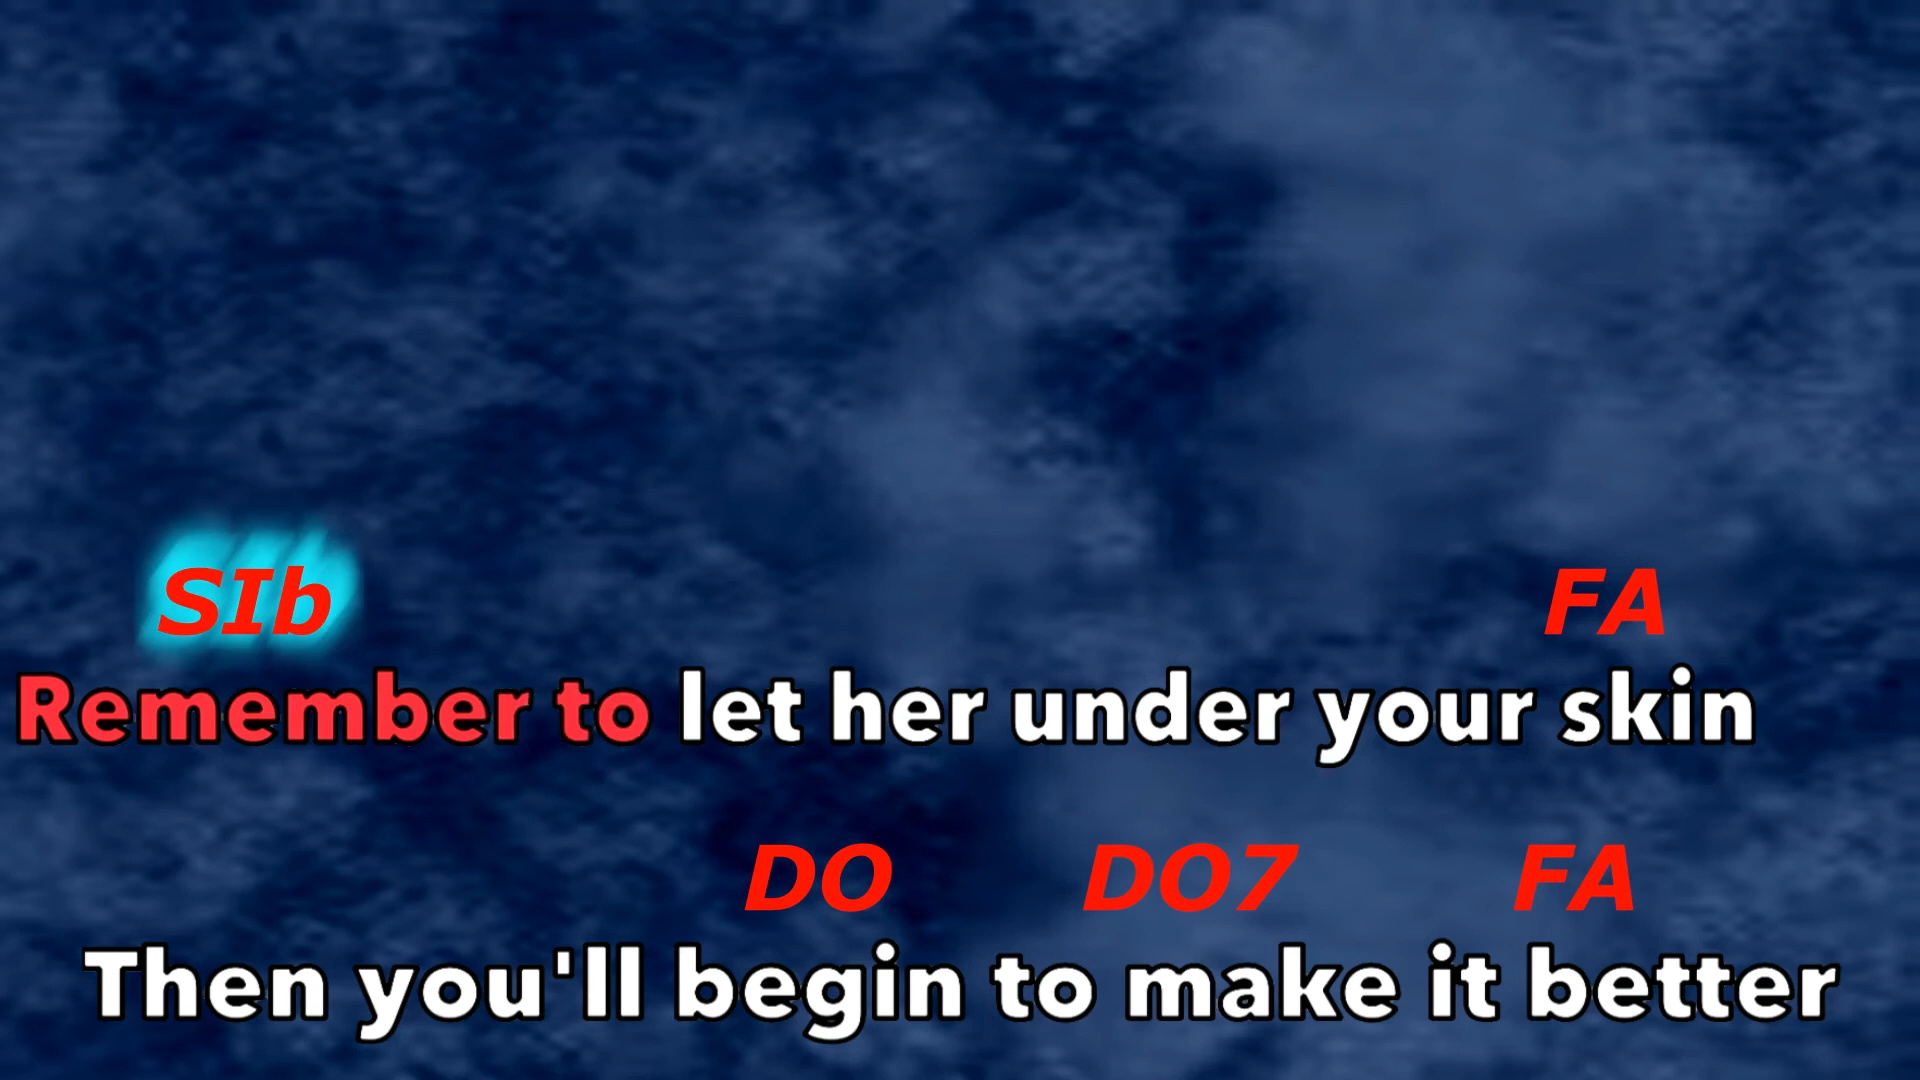 SIb FA
Remember to let her under your skin
DO DO7 FA
Then you'll begin to make it better